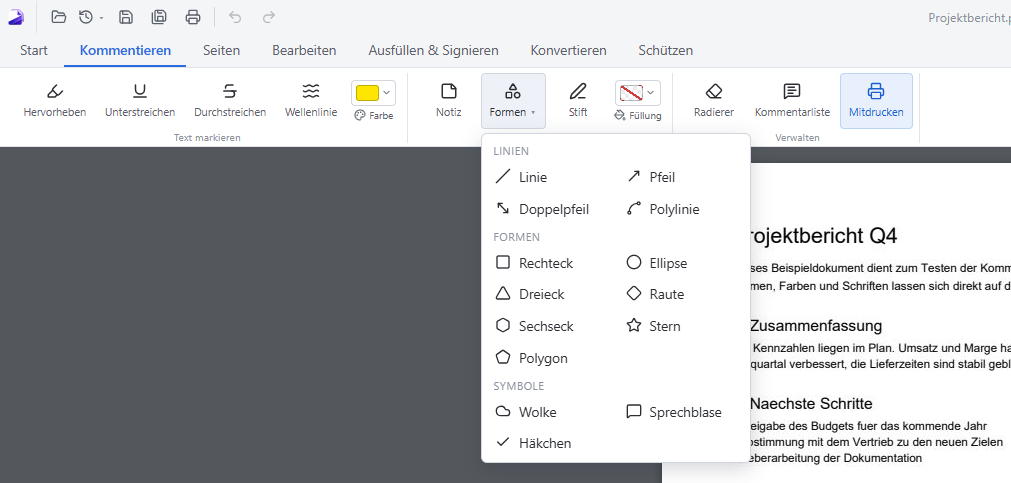 Projektbericht.p
Start Kommentieren Seiten Bearbeiten Ausfüllen & Signieren Konvertieren Schützen
Hervorheben Unterstreichen Durchstreichen Wellenlinie Farbe Notiz Formen Stift Füllung Radierer Kommentarliste Mitdrucken
Text markieren Verwalten
LINIEN
Linie Pfeil
Doppelpfeil Polylinie
FORMEN
Rechteck Ellipse
Dreieck Raute
Sechseck Stern
Polygon
SYMBOLE
Wolke Sprechblase
Häkchen
rojektbericht Q4
ses Beispieldokument dient zum Testen der Komm
men, Farben und Schriften lassen sich direkt auf d
Zusammenfassung
Kennzahlen liegen im Plan. Umsatz und Marge ha
quartal verbessert, die Lieferzeiten sind stabil gebl
Naechste Schritte
eigabe des Budgets fuer das kommende Jahr
bstimmung mit dem Vertrieb zu den neuen Zielen
eberarbeitung der Dokumentation